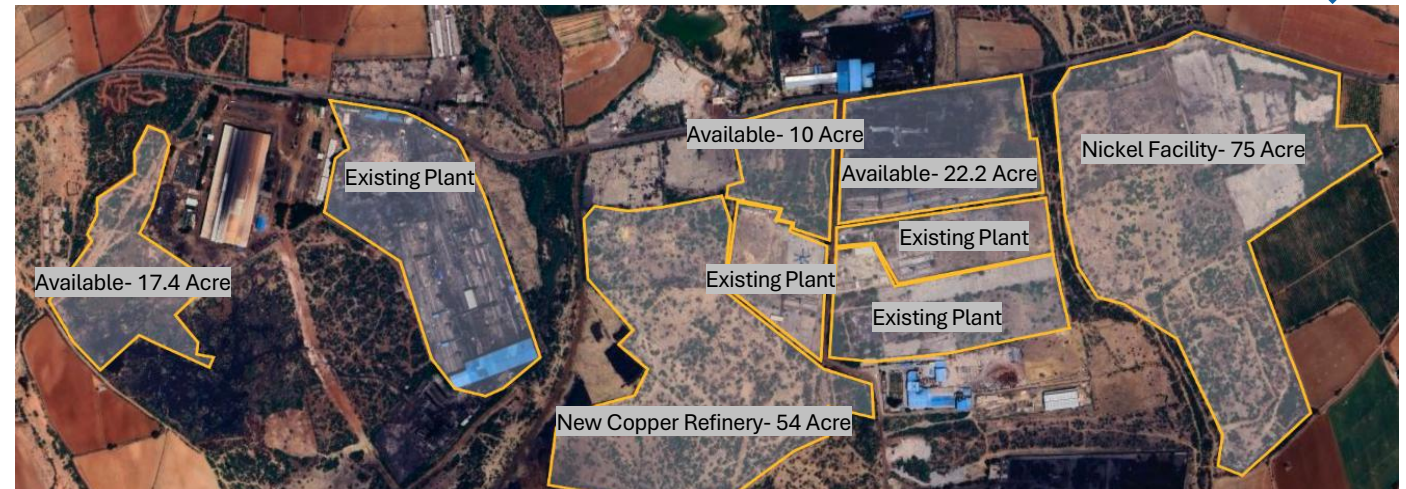 Available- 10 Acre
Nickel Facility- 75 Acre
Existing Plant
Available- 22.2 Acre
Existing Plant
Available- 17.4 Acre
Existing Plant
Existing Plant
New Copper Refinery- 54 Acre